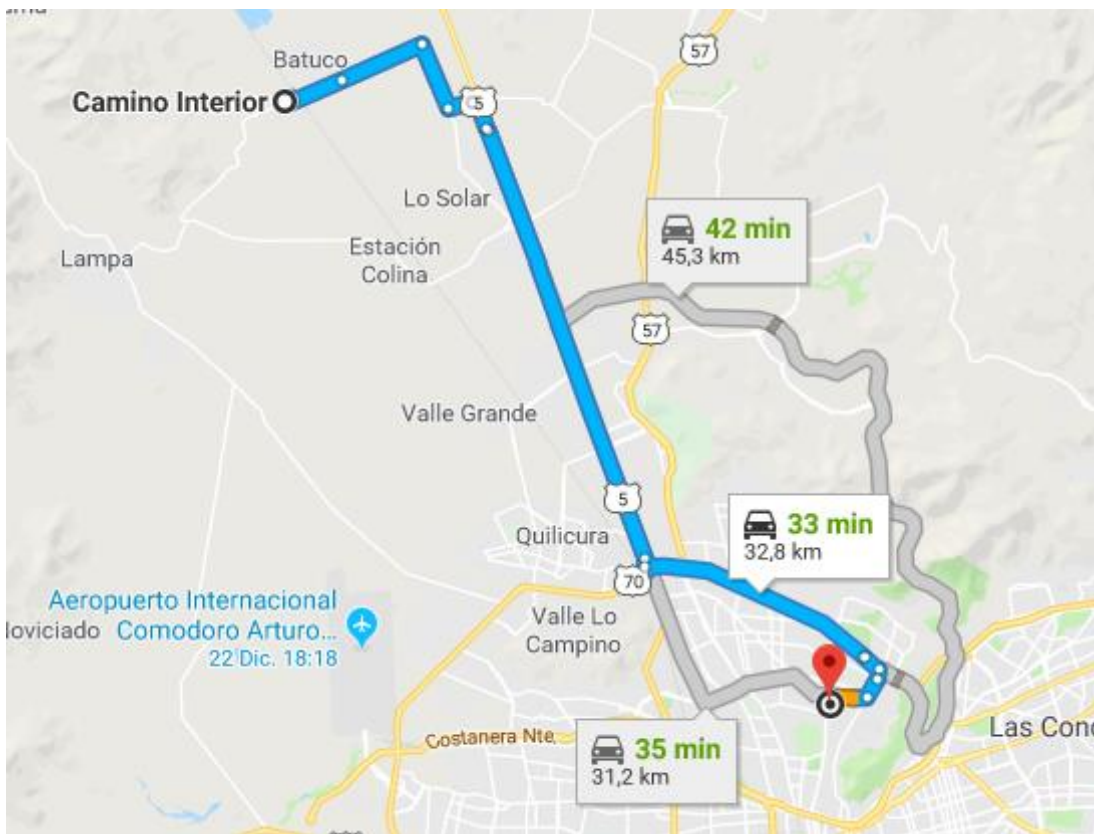 57
Batuco
Camino Interior
5
Lo Solar
42 min
45,3 km
Estación
Colina
Lampa
57
Valle Grande
5
33 min
32,8 km
Quilicura
70
Aeropuerto Internacional
Comodoro Arturo...
22 Dic. 18:18
Valle Lo
Campino
Las Conc
Costanera Nte
35 min
31,2 km